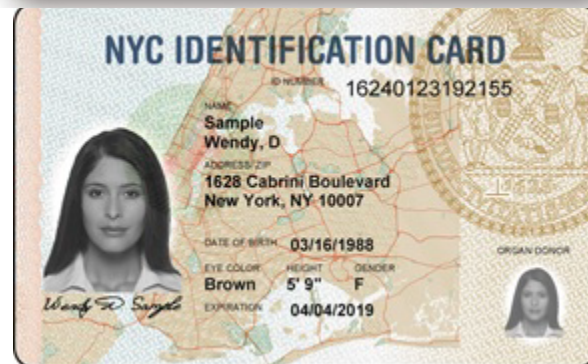 NYC IDENTIFICATION CARD
ID NUMBER 16240123192155
NAME
Sample
Wendy, D
ADDRESS/ZIP
1628 Cabrini Boulevard
New York, NY 10007
DATE OF BIRTH 03/16/1988
ORGAN DONOR
EYE COLOR HEIGHT GENDER
Brown 5' 9" F
Wendy D Sample
EXPIRATION 04/04/2019